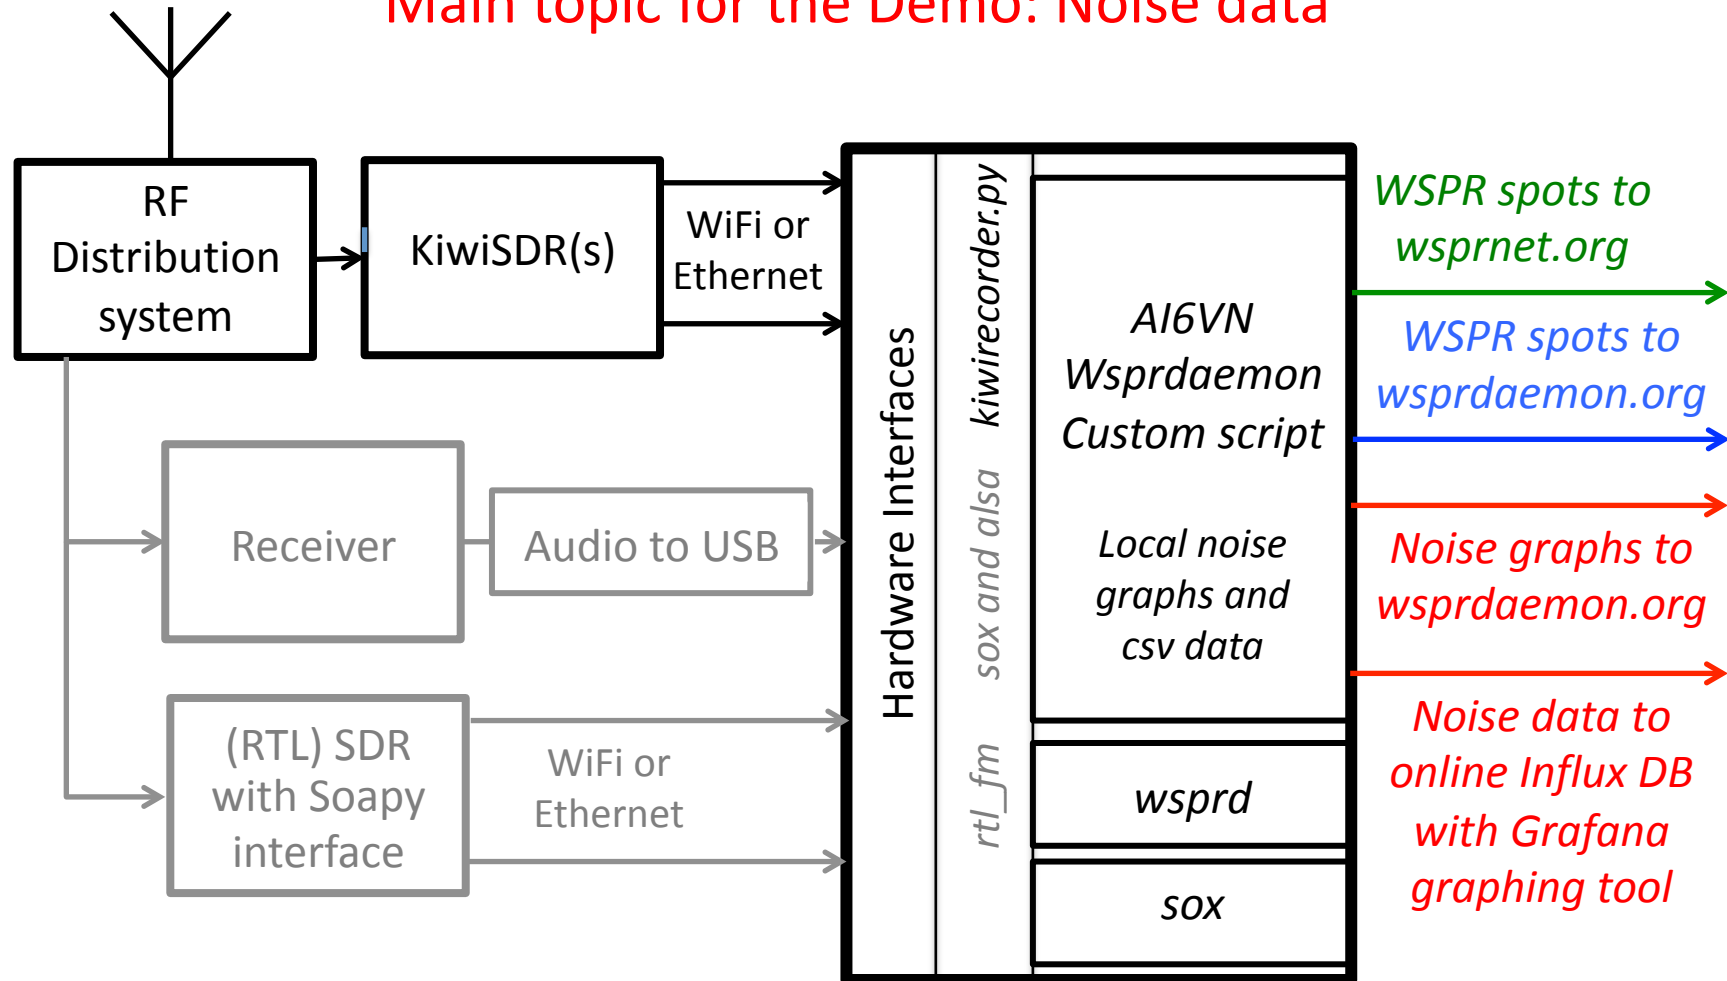 Main topic for the Demo: Noise data
RF
Distribution
system
KiwiSDR(s)
WiFi or
Ethernet
Receiver
Audio to USB
(RTL) SDR
with Soapy
interface
WiFi or
Ethernet
Hardware Interfaces
kiwirecorder.py
sox and alsa
rtl_fm
AI6VN
Wsprdaemon
Custom script
Local noise
graphs and
csv data
wsprd
sox
WSPR spots to
wsprnet.org
WSPR spots to
wsprdaemon.org
Noise graphs to
wsprdaemon.org
Noise data to
online Influx DB
with Grafana
graphing tool